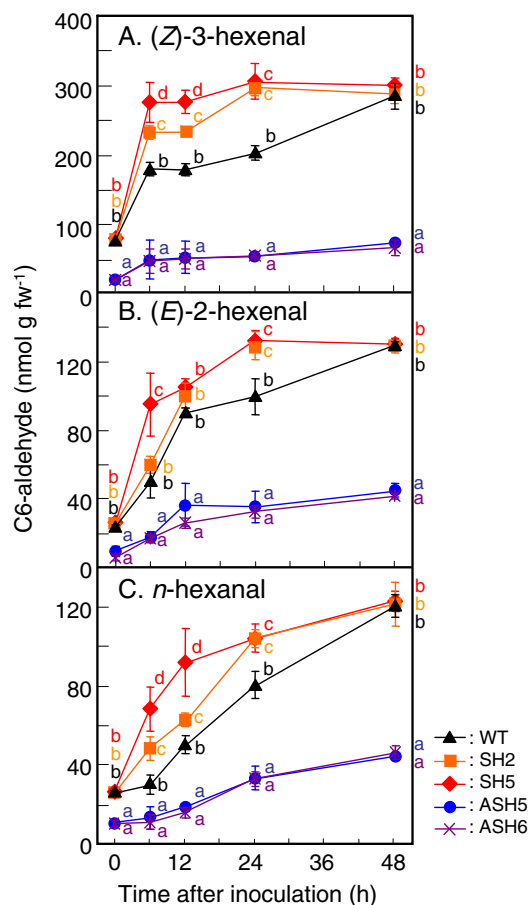 A. (Z)-3-hexenal
400
300
200
100
0
b
b
b
d
c
b
d
c
b
c
c
b
b
b
b
a
a
a
a
a
a
a
a
a
a
B. (E)-2-hexenal
120
80
40
0
b
b
b
c
b
b
b
b
b
c
c
b
b
b
b
a
a
a
a
a
a
a
a
a
a
C. n-hexanal
120
80
40
0
b
b
b
d
c
b
d
c
b
c
c
b
b
b
b
a
a
a
a
a
a
a
a
a
a
0 12 24 36 48
Time after inoculation (h)
C6-aldehyde (nmol g fw⁻¹)
: WT
: SH2
: SH5
: ASH5
: ASH6